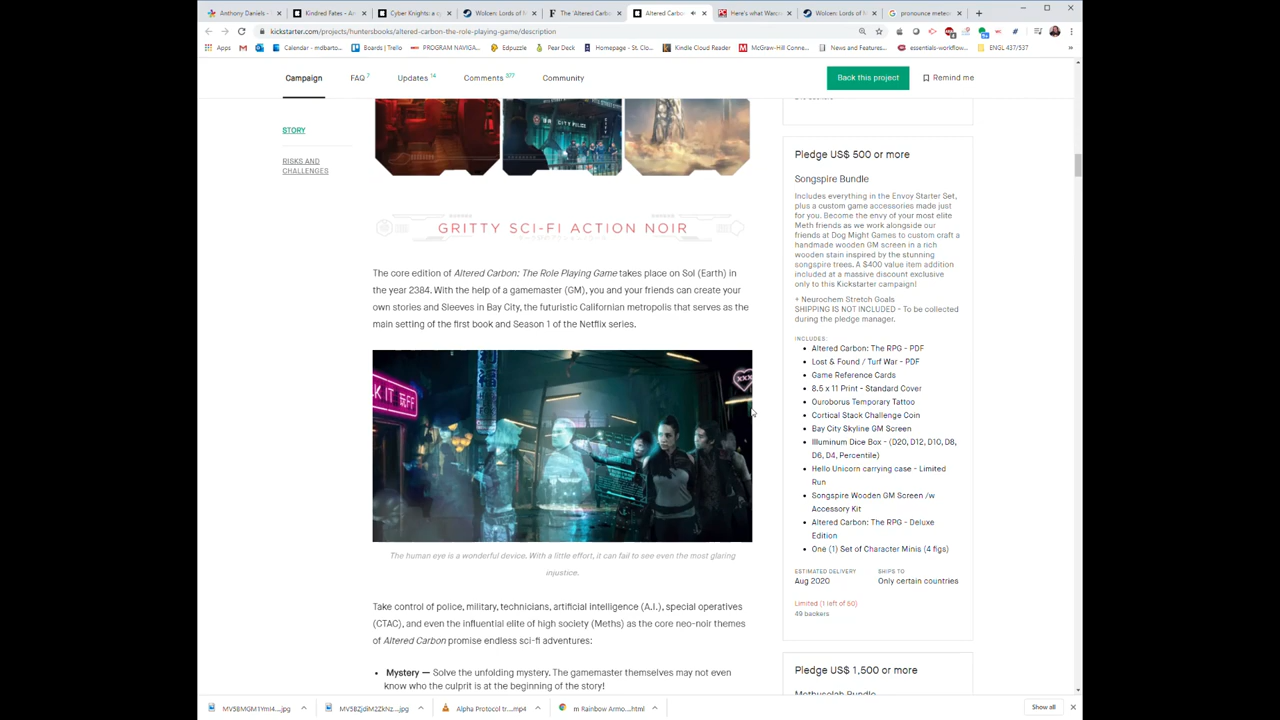 Anthony Daniels -
Kindred Fates - An
Cyber Knights: a cy
Wolcen: Lords of M
The 'Altered Carbo
Altered Carbon
Here's what Warcr
Wolcen: Lords of M
pronounce meteo
kickstarter.com/projects/huntersbooks/altered-carbon-the-role-playing-game/description
Apps
Calendar - mdbarto...
Boards | Trello
PROGRAM NAVIGA...
Edpuzzle
Pear Deck
Homepage - St. Clo...
Kindle Cloud Reader
McGraw-Hill Conne...
News and Features...
essentials-workflow...
ENGL 437/537
Campaign
FAQ 7
Updates 14
Comments 377
Community
Back this project
Remind me
STORY
RISKS AND
CHALLENGES
CITY POLICE
GRITTY SCI-FI ACTION NOIR
The core edition of Altered Carbon: The Role Playing Game takes place on Sol (Earth) in
the year 2384. With the help of a gamemaster (GM), you and your friends can create your
own stories and Sleeves in Bay City, the futuristic Californian metropolis that serves as the
main setting of the first book and Season 1 of the Netflix series.
K IT 玩FF
XXX
The human eye is a wonderful device. With a little effort, it can fail to see even the most glaring
injustice.
Take control of police, military, technicians, artificial intelligence (A.I.), special operatives
(CTAC), and even the influential elite of high society (Meths) as the core neo-noir themes
of Altered Carbon promise endless sci-fi adventures:
• Mystery — Solve the unfolding mystery. The gamemaster themselves may not even
know who the culprit is at the beginning of the story!
Pledge US$ 500 or more
Songspire Bundle
Includes everything in the Envoy Starter Set,
plus a custom game accessories made just
for you. Become the envy of your most elite
Meth friends as we work alongside our
friends at Dog Might Games to custom craft a
handmade wooden GM screen in a rich
wooden stain inspired by the stunning
songspire trees. A $400 value item addition
included at a massive discount exclusive
only to this Kickstarter campaign!
+ Neurochem Stretch Goals
SHIPPING IS NOT INCLUDED - To be collected
during the pledge manager.
INCLUDES:
• Altered Carbon: The RPG - PDF
• Lost & Found / Turf War - PDF
• Game Reference Cards
• 8.5 x 11 Print - Standard Cover
• Ouroborus Temporary Tattoo
• Cortical Stack Challenge Coin
• Bay City Skyline GM Screen
• Illuminum Dice Box - (D20, D12, D10, D8,
D6, D4, Percentile)
• Hello Unicorn carrying case - Limited
Run
• Songspire Wooden GM Screen /w
Accessory Kit
• Altered Carbon: The RPG - Deluxe
Edition
• One (1) Set of Character Minis (4 figs)
ESTIMATED DELIVERY
Aug 2020
SHIPS TO
Only certain countries
Limited (1 left of 50)
49 backers
Pledge US$ 1,500 or more
Methuselah Bundle
MV5BMGM1YmI4....jpg
MV5BZjdiM2ZkNz....jpg
Alpha Protocol tr....mp4
m Rainbow Armo....html
Show all